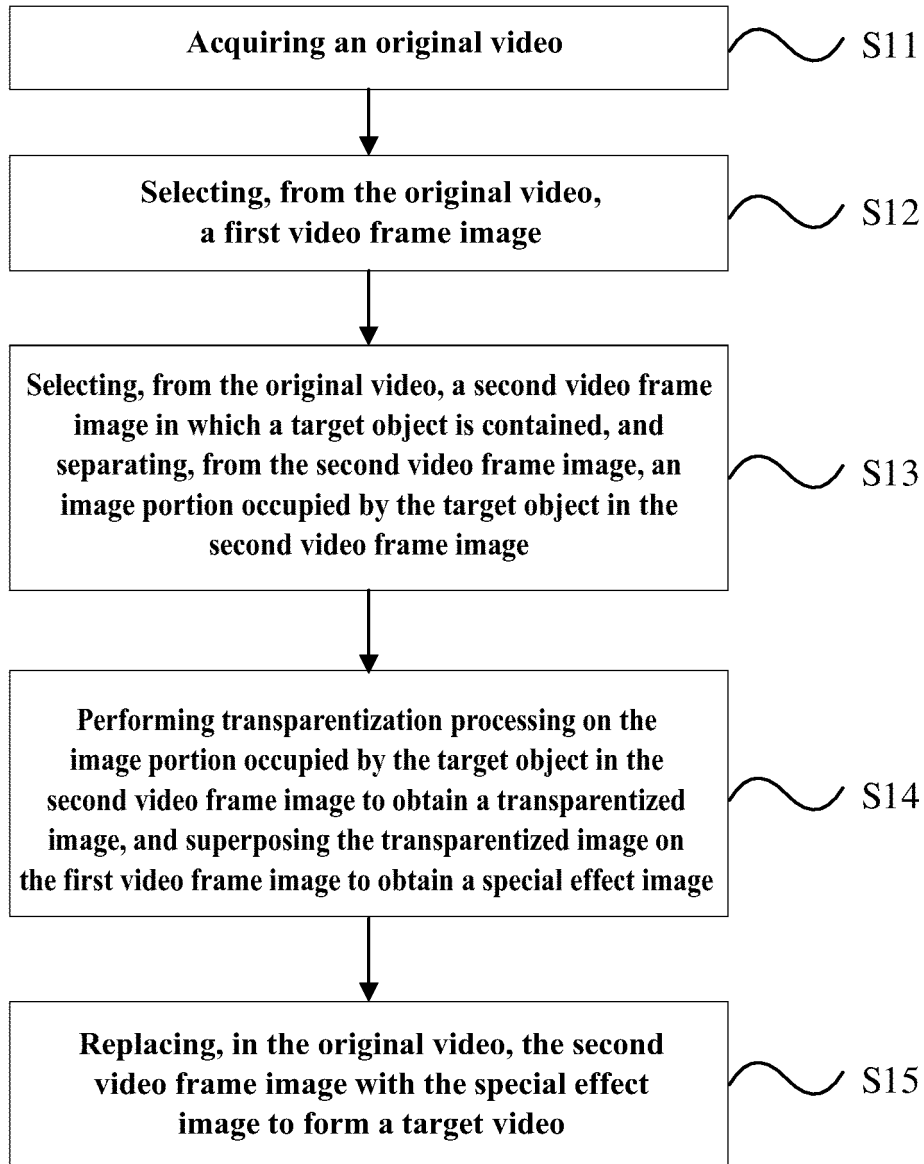 Acquiring an original video
S11
Selecting, from the original video,
a first video frame image
S12
Selecting, from the original video, a second video frame
image in which a target object is contained, and
separating, from the second video frame image, an
image portion occupied by the target object in the
second video frame image
S13
Performing transparentization processing on the
image portion occupied by the target object in the
second video frame image to obtain a transparentized
image, and superposing the transparentized image on
the first video frame image to obtain a special effect image
S14
Replacing, in the original video, the second
video frame image with the special effect
image to form a target video
S15